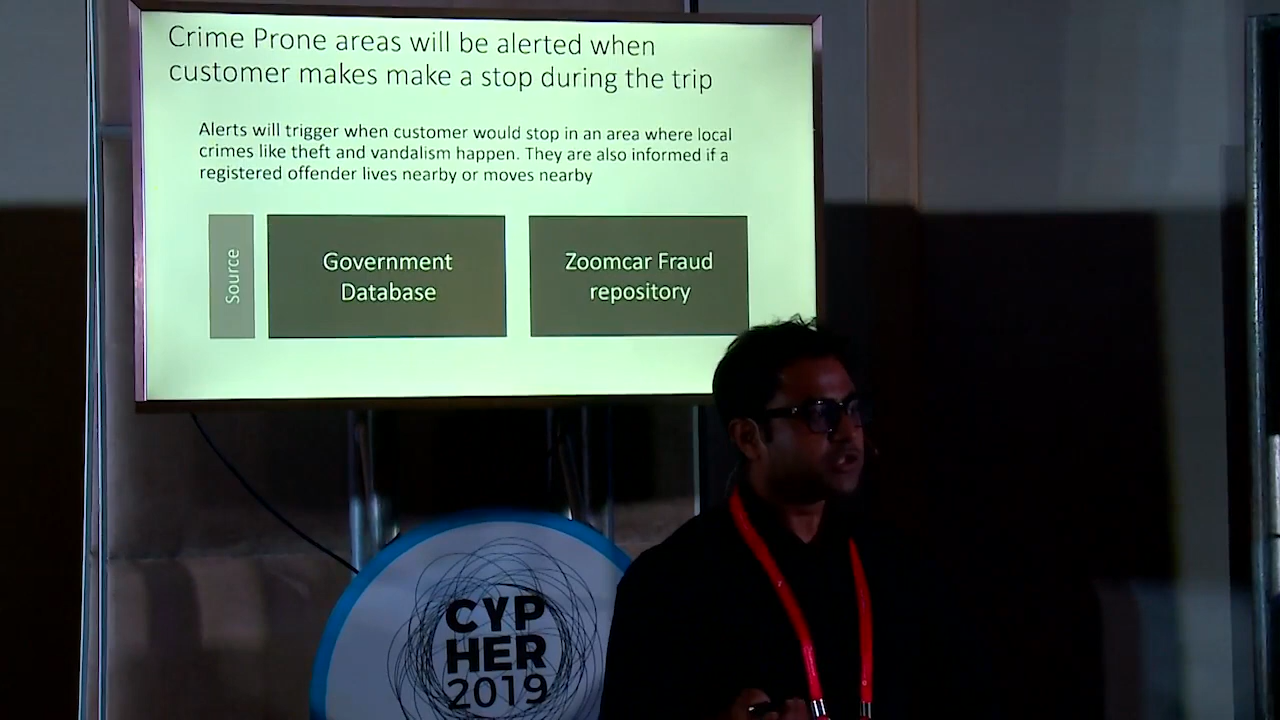 Crime Prone areas will be alerted when
customer makes make a stop during the trip
Alerts will trigger when customer would stop in an area where local
crimes like theft and vandalism happen. They are also informed if a
registered offender lives nearby or moves nearby
Source
Government
Database
Zoomcar Fraud
repository
CYP
HER
2019